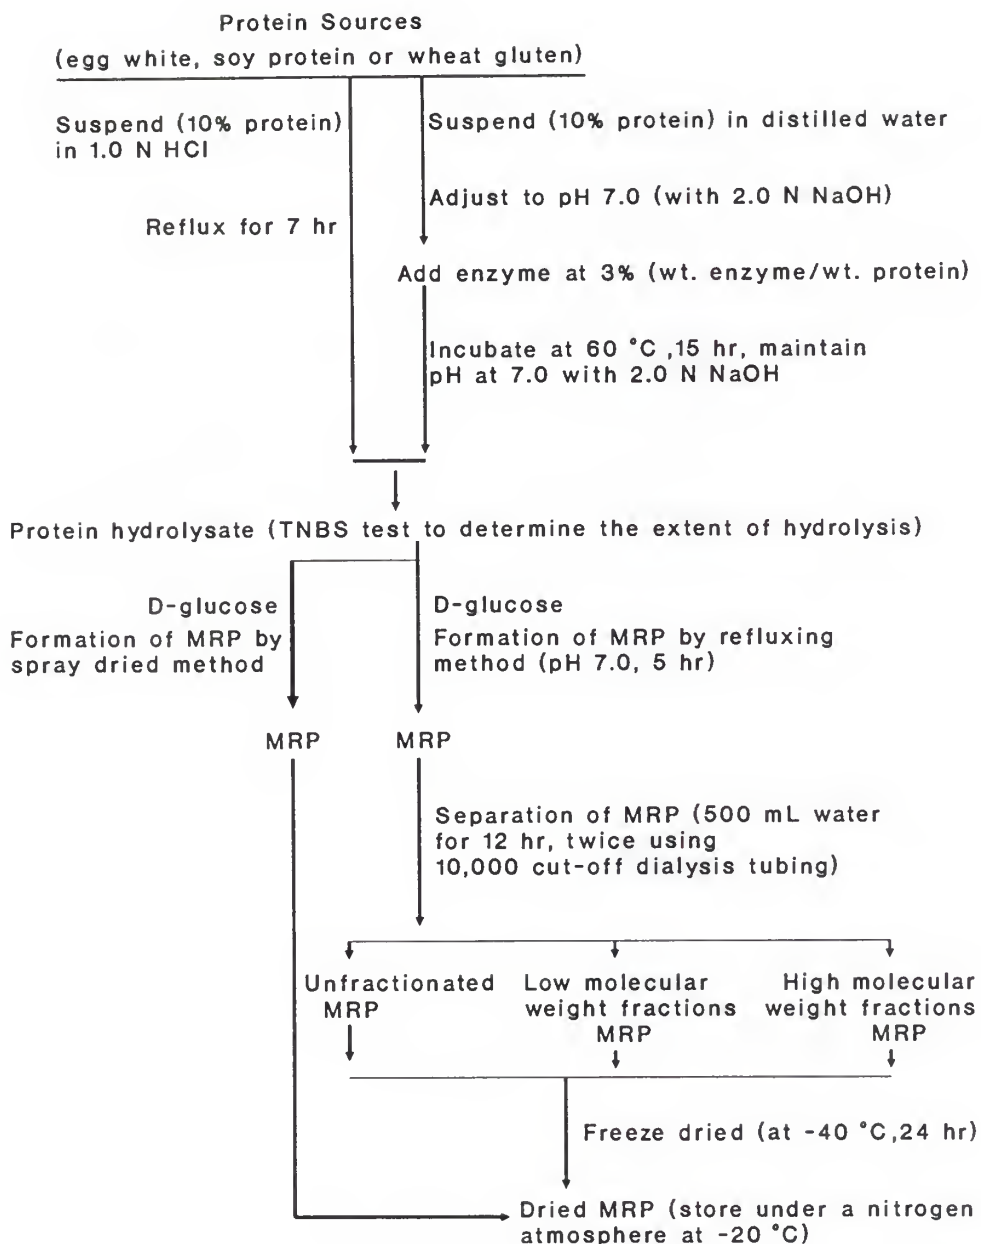 Protein Sources
(egg white, soy protein or wheat gluten)
Suspend (10% protein)
in 1.0 N HCl
Reflux for 7 hr
Suspend (10% protein) in distilled water
Adjust to pH 7.0 (with 2.0 N NaOH)
Add enzyme at 3% (wt. enzyme/wt. protein)
Incubate at 60 °C ,15 hr, maintain
pH at 7.0 with 2.0 N NaOH
Protein hydrolysate (TNBS test to determine the extent of hydrolysis)
D-glucose
Formation of MRP by
spray dried method
D-glucose
Formation of MRP by refluxing
method (pH 7.0, 5 hr)
MRP
MRP
Separation of MRP (500 mL water
for 12 hr, twice using
10,000 cut-off dialysis tubing)
Unfractionated
MRP
Low molecular
weight fractions
MRP
High molecular
weight fractions
MRP
Freeze dried (at -40 °C,24 hr)
Dried MRP (store under a nitrogen
atmosphere at -20 °C)